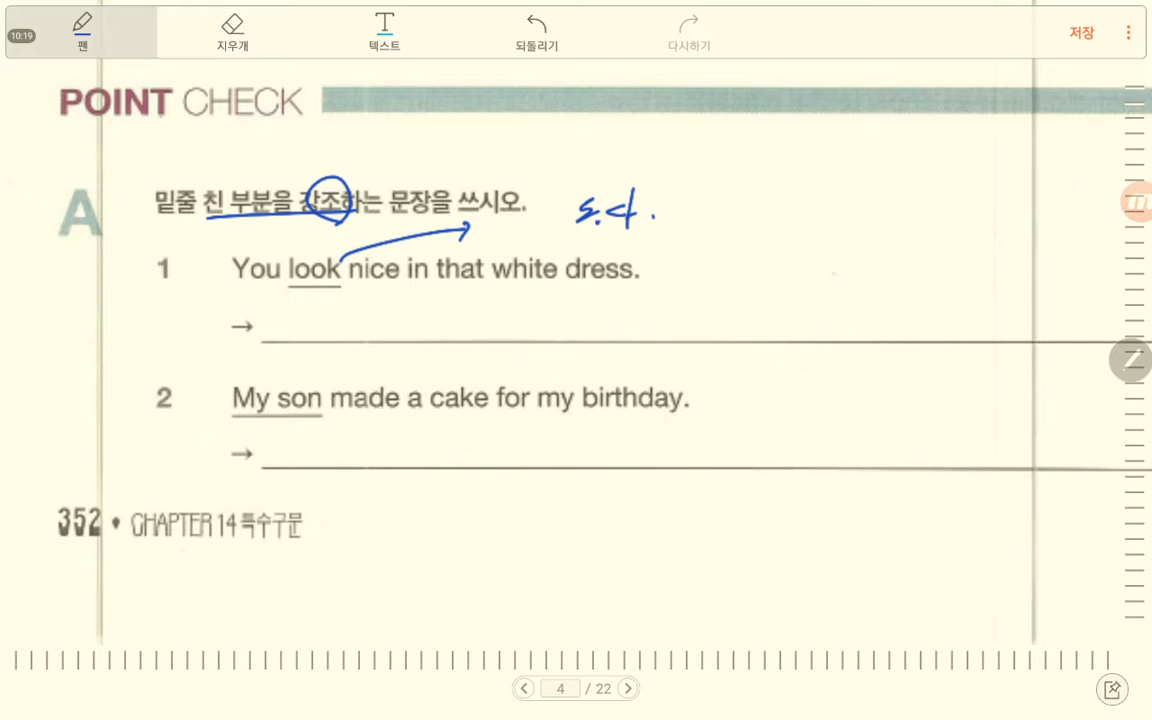 10:19
펜 지우개 텍스트 되돌리기 다시하기 저장
POINT CHECK
A 밑줄 친 부분을 강조하는 문장을 쓰시오.
1 You look nice in that white dress.
→
2 My son made a cake for my birthday.
→
352 • CHAPTER 14 특수구문
4 / 22